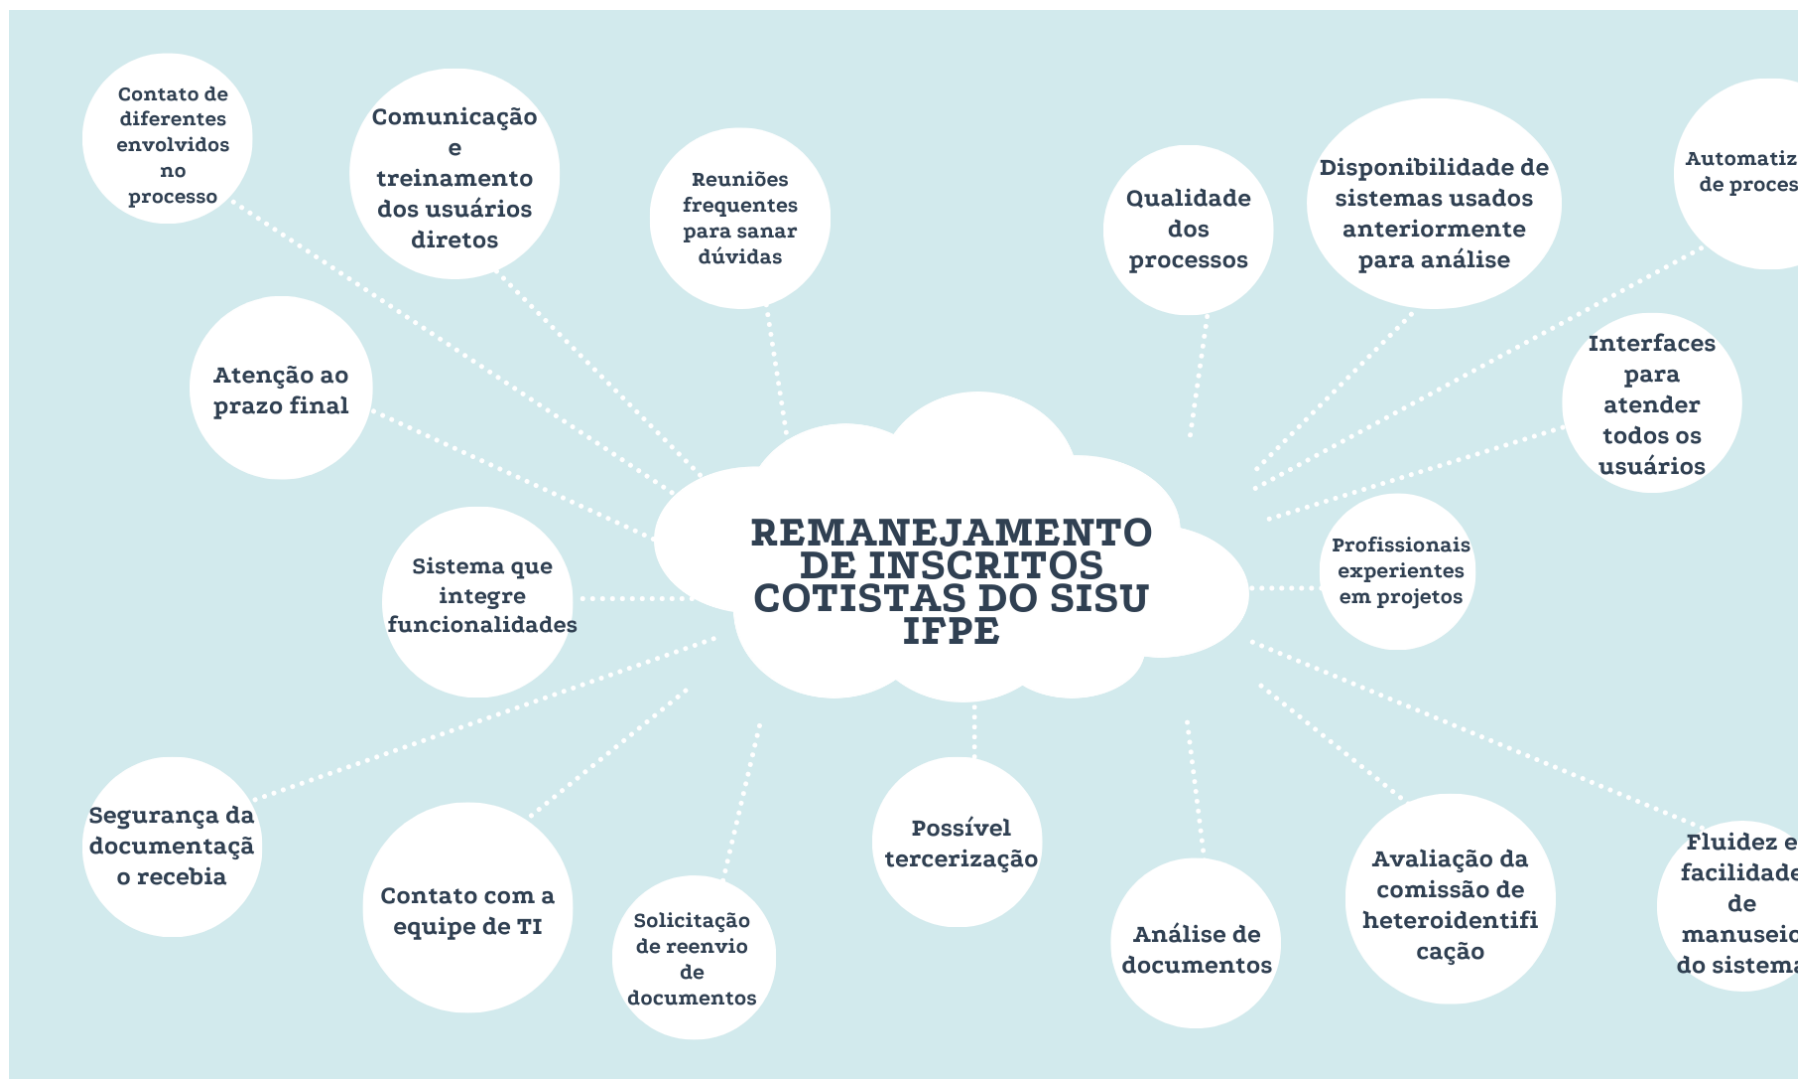 Contato de
diferentes
envolvidos
no
processo
Comunicação
e
treinamento
dos usuários
diretos
Reuniões
frequentes
para sanar
dúvidas
Qualidade
dos
processos
Disponibilidade de
sistemas usados
anteriormente
para análise
Automatiz
de proces
Atenção ao
prazo final
Interfaces
para
atender
todos os
usuários
Sistema que
integre
funcionalidades
REMANEJAMENTO
DE INSCRITOS
COTISTAS DO SISU
IFPE
Profissionais
experientes
em projetos
Segurança da
documentaçã
o recebia
Contato com a
equipe de TI
Solicitação
de reenvio
de
documentos
Possível
tercerização
Análise de
documentos
Avaliação da
comissão de
heteroidentifi
cação
Fluidez e
facilidade
de
manuseio
do sistema